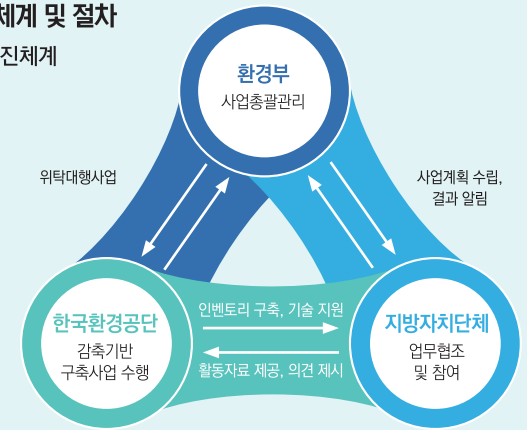 체계 및 절차
진체계
환경부
사업총괄관리
위탁대행사업
사업계획 수립,
결과 알림
한국환경공단
감축기반
구축사업 수행
인벤토리 구축, 기술 지원
활동자료 제공, 의견 제시
지방자치단체
업무협조
및 참여